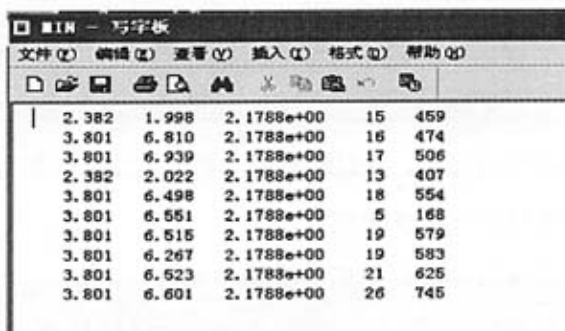 MIN - 写字板
文件(F) 编辑(E) 查看(V) 插入(I) 格式(O) 帮助(H)
2.382 1.998 2.1788e+00 15 459
3.801 6.810 2.1788e+00 16 474
3.801 6.939 2.1788e+00 17 506
2.382 2.022 2.1788e+00 13 407
3.801 6.498 2.1788e+00 18 554
3.801 6.551 2.1788e+00 5 168
3.801 6.515 2.1788e+00 19 579
3.801 6.267 2.1788e+00 19 583
3.801 6.523 2.1788e+00 21 625
3.801 6.601 2.1788e+00 26 745